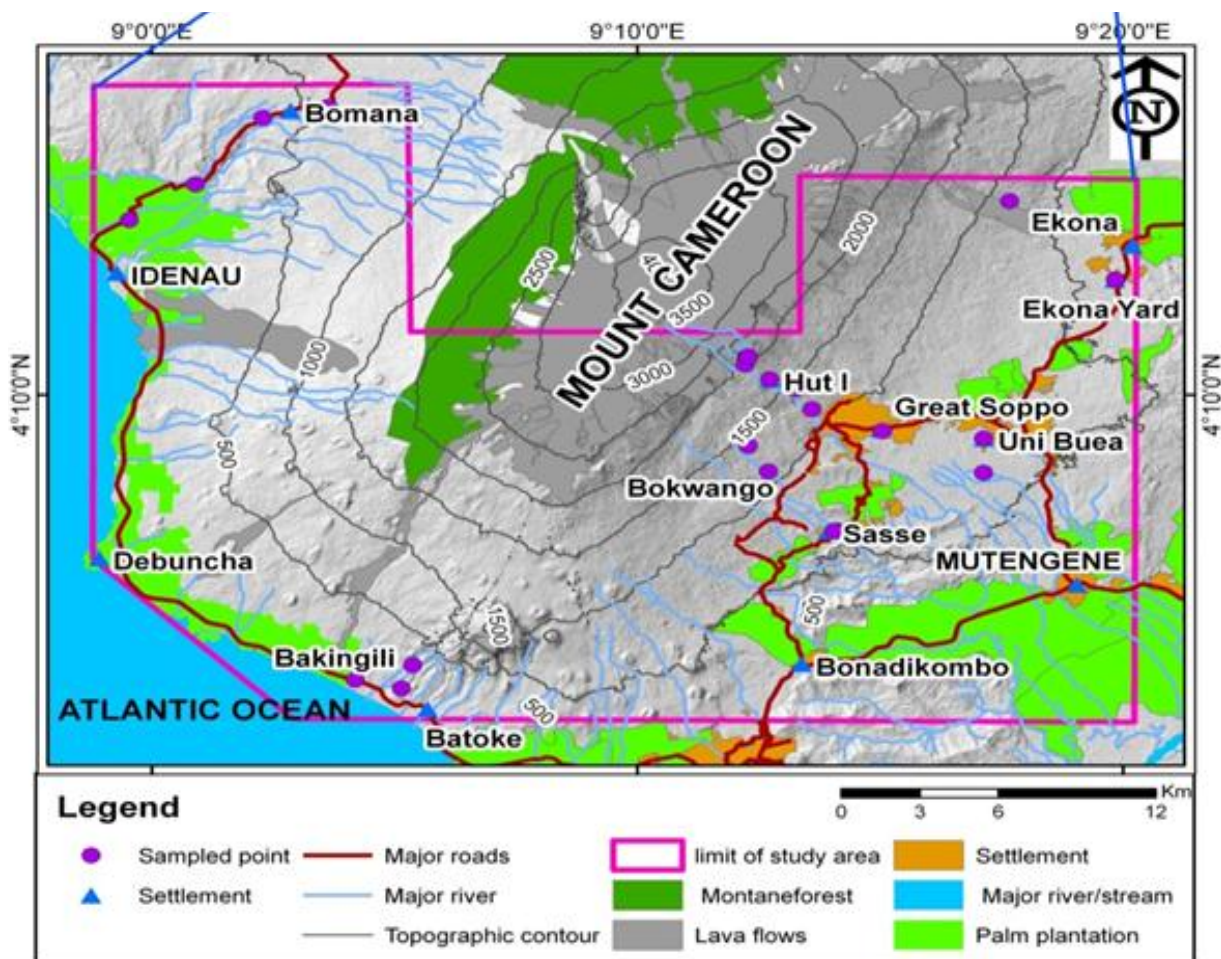 9°0'0"E
9°10'0"E
9°20'0"E
N
Bomana
MOUNT CAMEROON
Ekona
2000
2500
IDENAU
3500
Ekona Yard
1000
3000
Hut I
4°10'0"N
4°10'0"N
Great Soppo
1500
Uni Buea
500
Bokwango
Sasse
Debuncha
MUTENGENE
500
1500
Bakingili
Bonadikombo
ATLANTIC OCEAN
500
Batoke
Legend
Km
0 3 6 12
Sampled point
Major roads
limit of study area
Settlement
Settlement
Major river
Montaneforest
Major river/stream
Topographic contour
Lava flows
Palm plantation